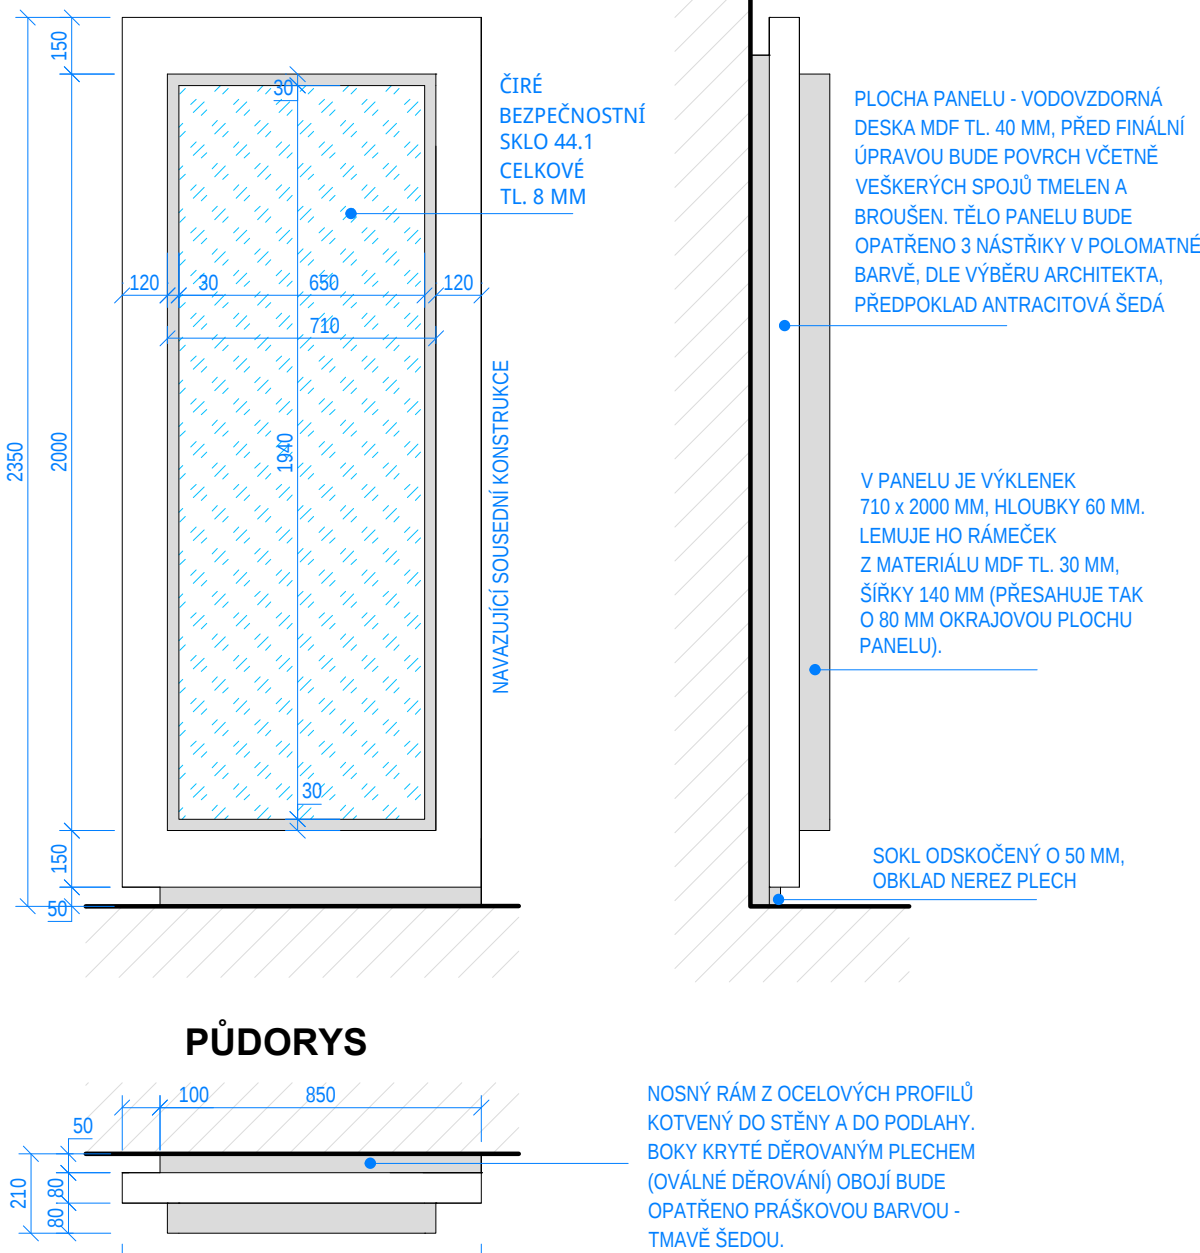 150
30
ČIRÉ
BEZPEČNOSTNÍ
SKLO 44.1
CELKOVÉ
TL. 8 MM
PLOCHA PANELU - VODOVZDORNÁ
DESKA MDF TL. 40 MM, PŘED FINÁLNÍ
ÚPRAVOU BUDE POVRCH VČETNĚ
VEŠKERÝCH SPOJŮ TMELEN A
BROUŠEN. TĚLO PANELU BUDE
OPATŘENO 3 NÁSTŘIKY V POLOMATNÉ
BARVĚ, DLE VÝBĚRU ARCHITEKTA,
PŘEDPOKLAD ANTRACITOVÁ ŠEDÁ
120
30
650
120
710
2350
2000
1940
NAVAZUJÍCÍ SOUSEDNÍ KONSTRUKCE
V PANELU JE VÝKLENEK
710 x 2000 MM, HLOUBKY 60 MM.
LEMUJE HO RÁMEČEK
Z MATERIÁLU MDF TL. 30 MM,
ŠÍŘKY 140 MM (PŘESAHUJE TAK
O 80 MM OKRAJOVOU PLOCHU
PANELU).
30
150
50
SOKL ODSKOČENÝ O 50 MM,
OBKLAD NEREZ PLECH
PŮDORYS
100
850
50
210
80
80
NOSNÝ RÁM Z OCELOVÝCH PROFILŮ
KOTVENÝ DO STĚNY A DO PODLAHY.
BOKY KRYTÉ DĚROVANÝM PLECHEM
(OVÁLNÉ DĚROVÁNÍ) OBOJÍ BUDE
OPATŘENO PRÁŠKOVOU BARVOU -
TMAVĚ ŠEDOU.